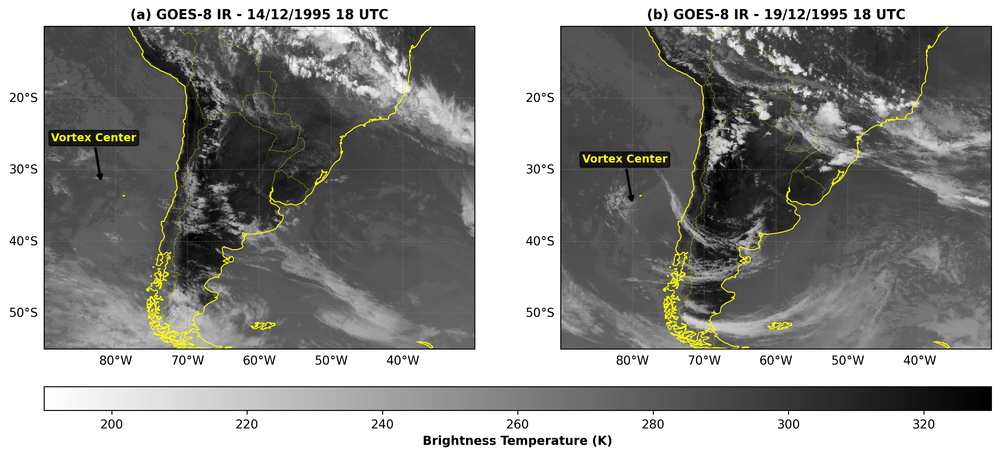 (a) GOES-8 IR - 14/12/1995 18 UTC
20°S
30°S
40°S
50°S
Vortex Center
80°W 70°W 60°W 50°W 40°W
(b) GOES-8 IR - 19/12/1995 18 UTC
20°S
30°S
40°S
50°S
Vortex Center
80°W 70°W 60°W 50°W 40°W
200 220 240 260 280 300 320
Brightness Temperature (K)